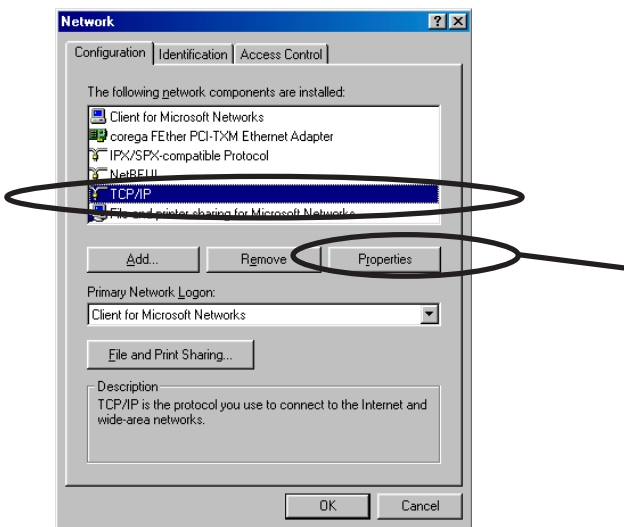 Network
Configuration Identification Access Control
The following network components are installed:
Client for Microsoft Networks
corega FEther PCI-TXM Ethernet Adapter
IPX/SPX-compatible Protocol
NetBEUI
TCP/IP
File and printer sharing for Microsoft Networks
Add... Remove Properties
Primary Network Logon:
Client for Microsoft Networks
File and Print Sharing...
Description
TCP/IP is the protocol you use to connect to the Internet and
wide-area networks.
OK Cancel